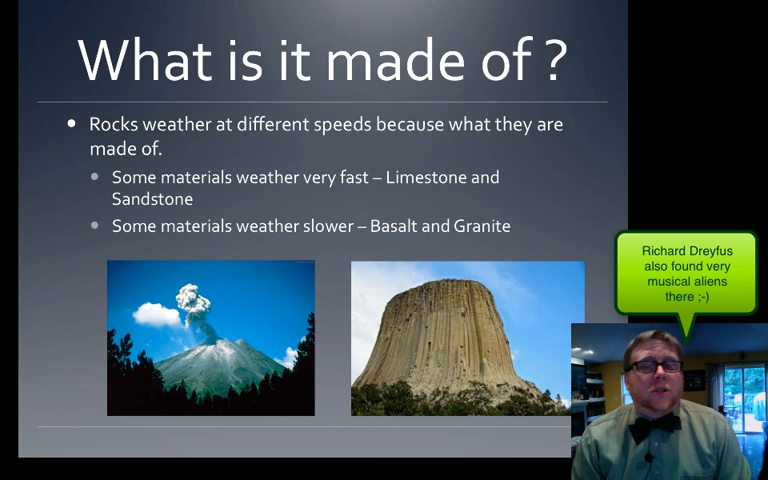 What is it made of ?
Rocks weather at different speeds because what they are
made of.
Some materials weather very fast – Limestone and
Sandstone
Some materials weather slower – Basalt and Granite
Richard Dreyfus
also found very
musical aliens
there ;-)